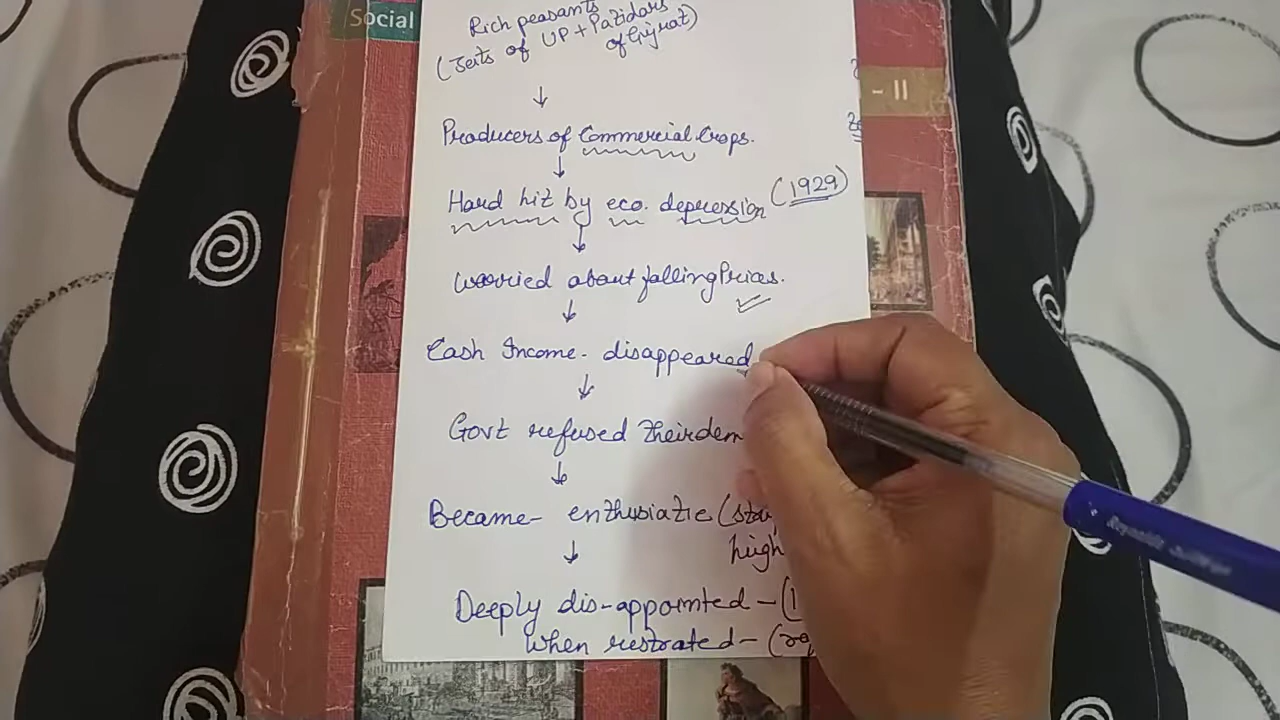 Social
Rich peasants
(Jats of UP + Patidars
of Gujrat)
↓
- II
Producers of Commercial Crops.
↓
Hard hit by eco. depression (1929)
↓
Worried about falling Prices.
↓
Cash Income - disappeared
↓
Govt refused their dem
↓
Became - enthusiatic (
high
↓
Deeply dis-appointed - (1
when restrated - (